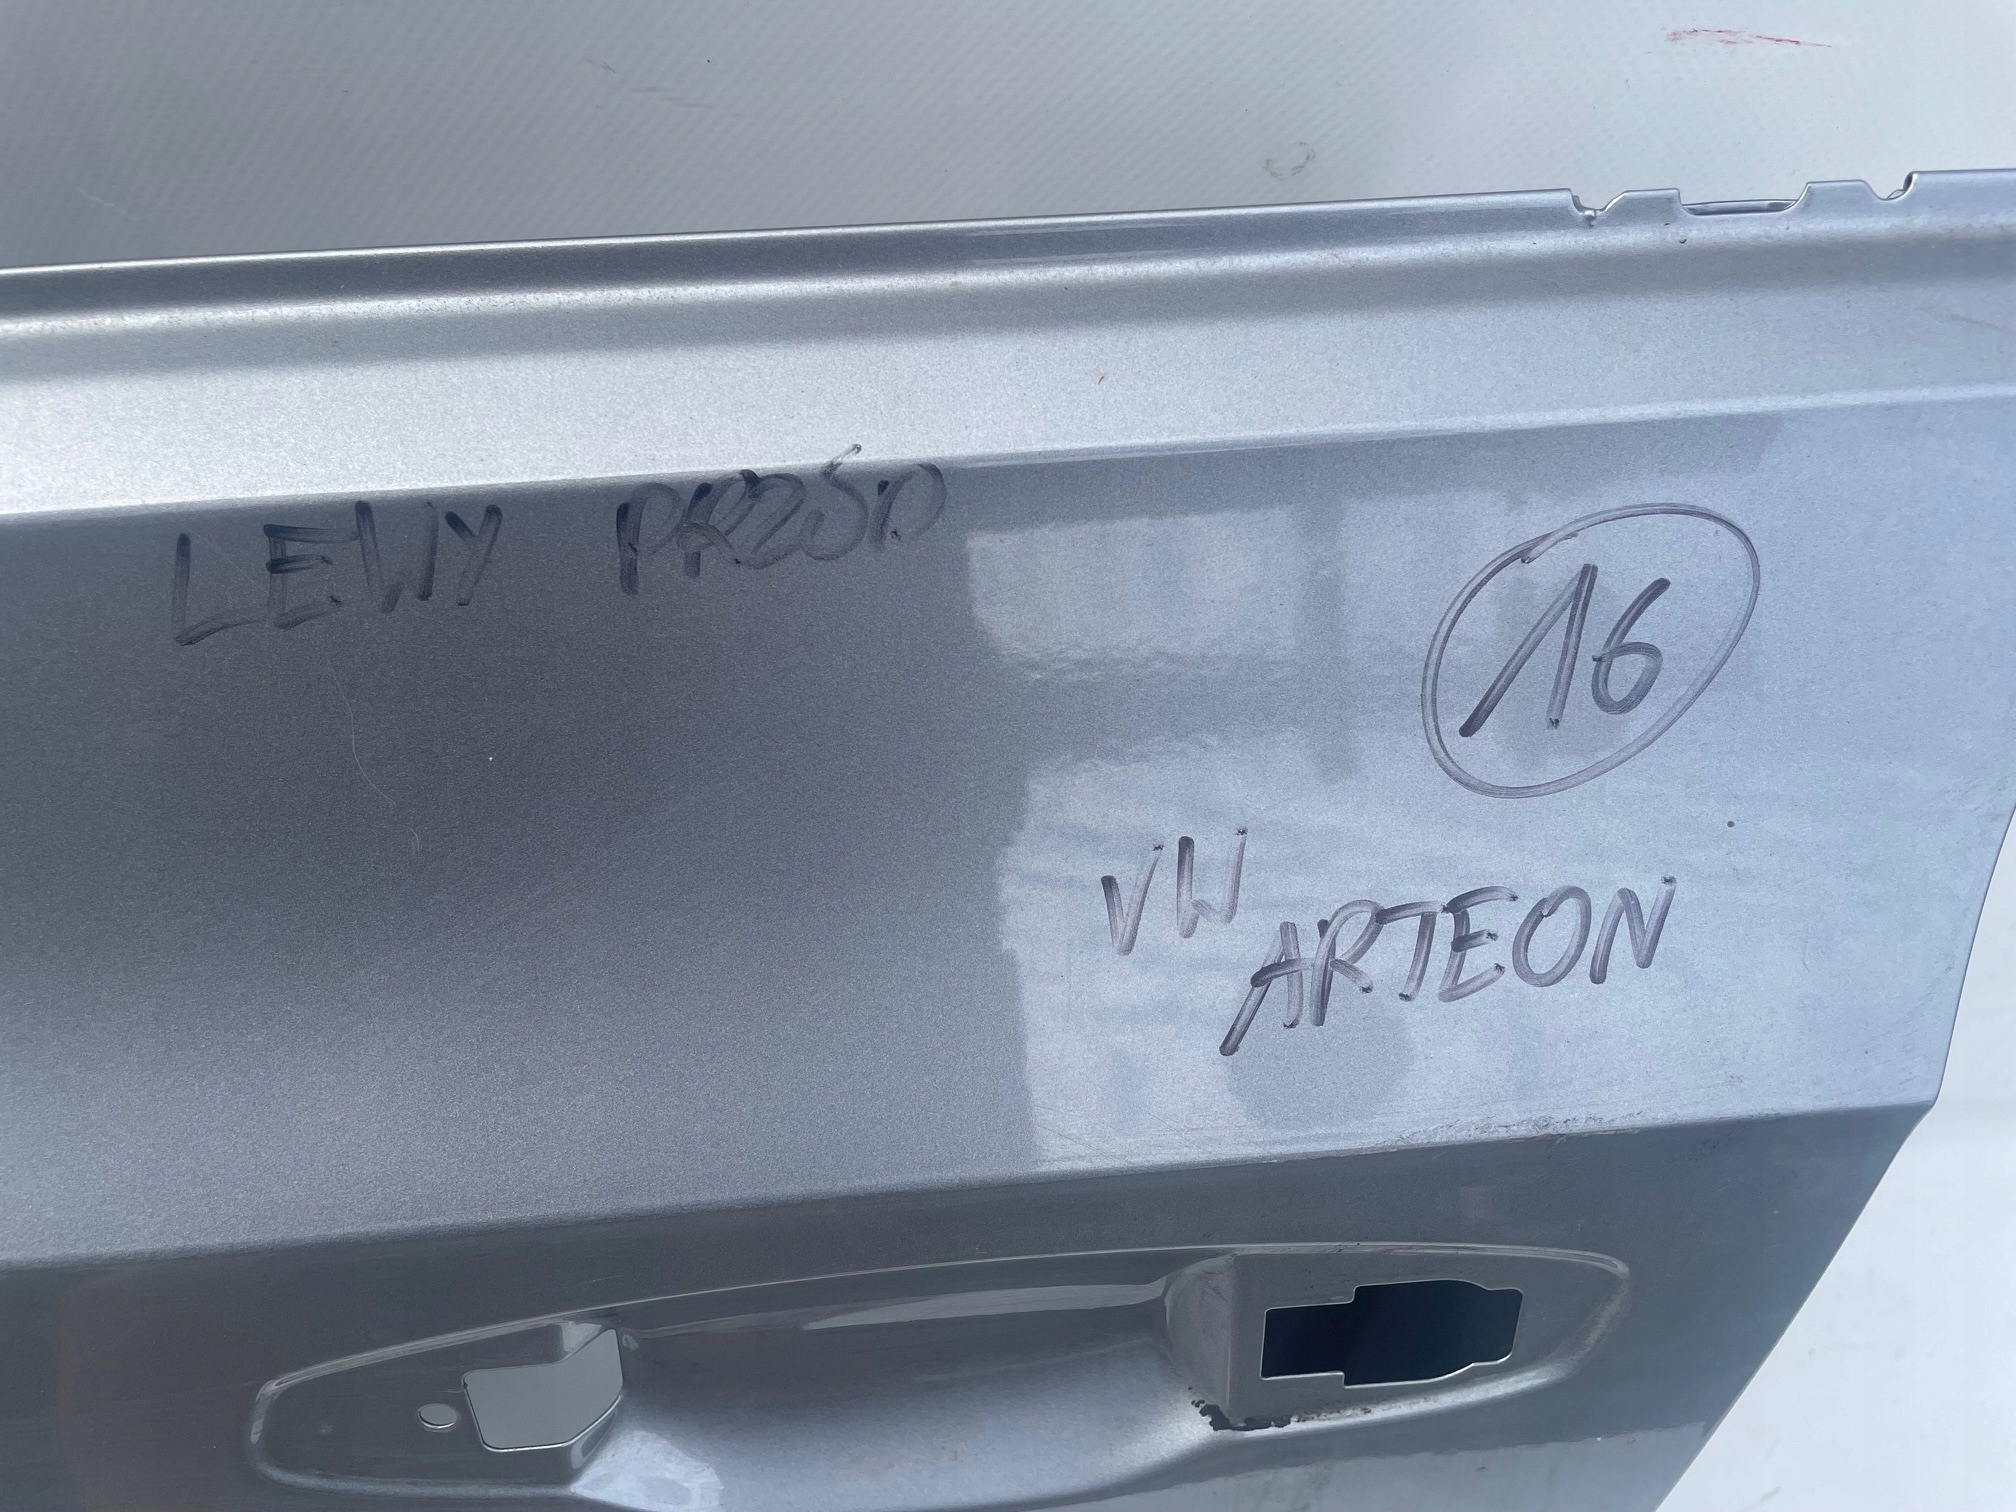 LEWY PRZÓD
16
VW
ARTEON